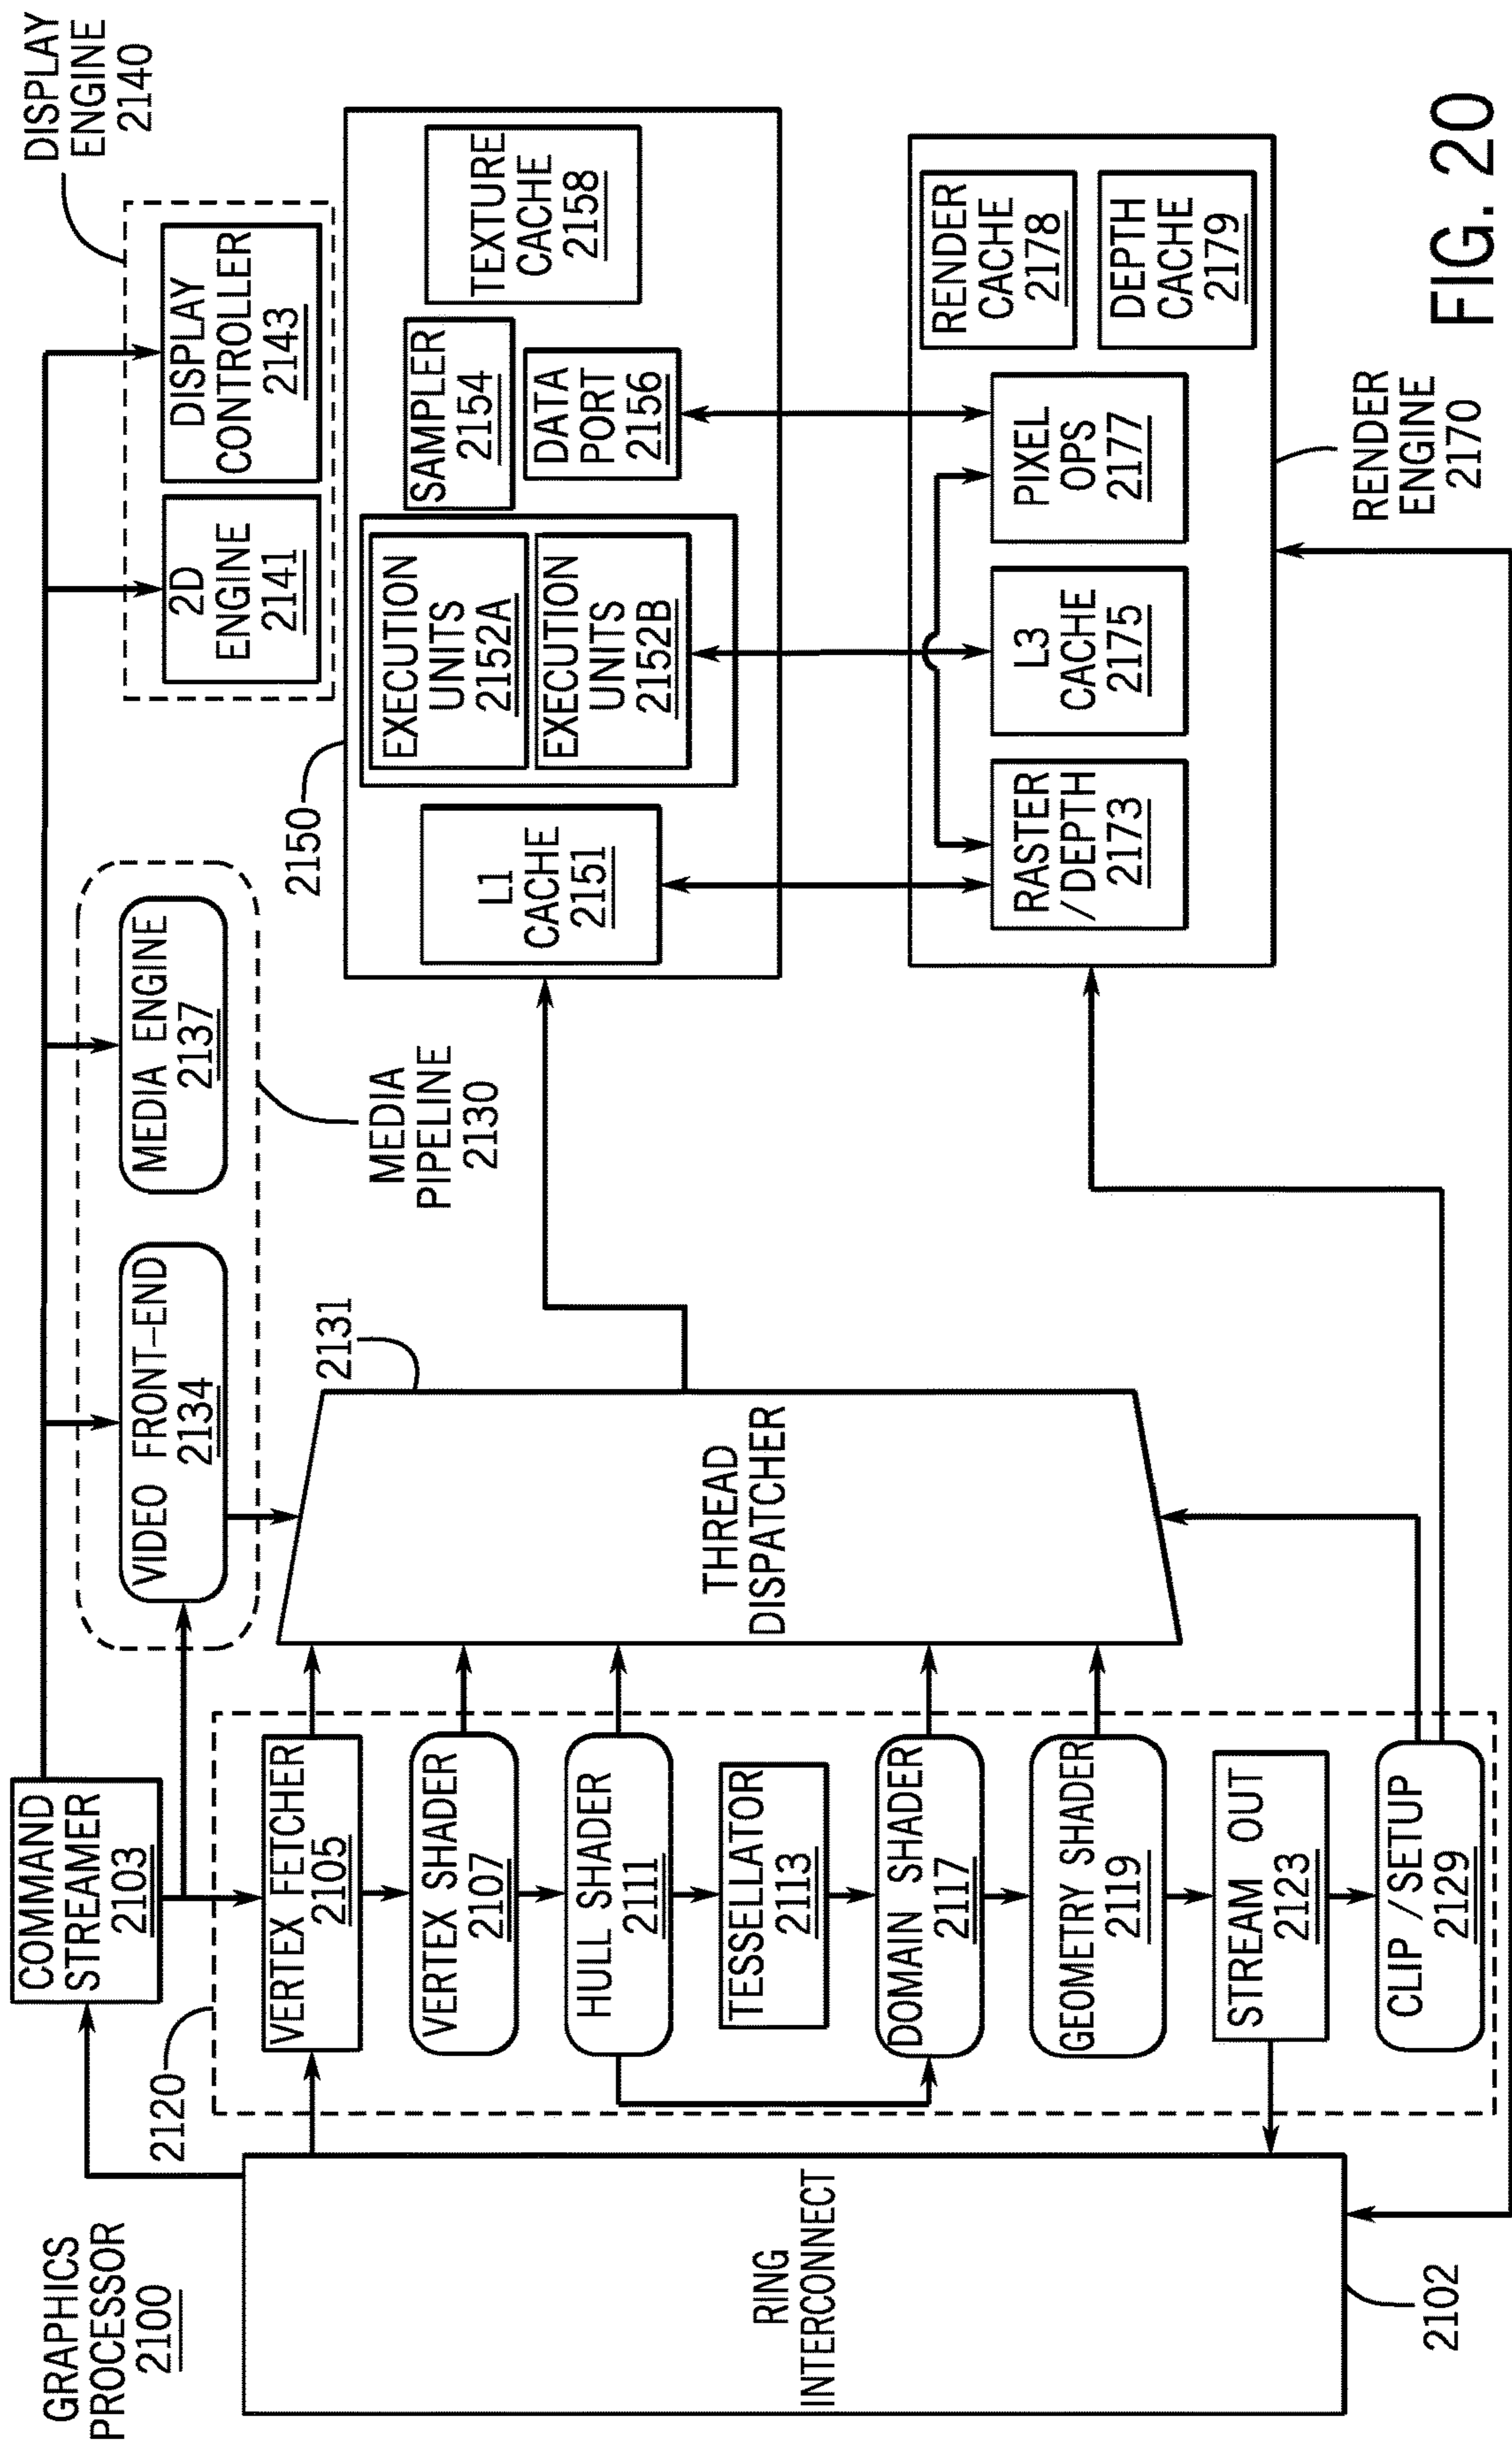 GRAPHICS
PROCESSOR
2100
COMMAND
STREAMER
2103
DISPLAY
ENGINE
2140
2120
VIDEO FRONT-END
2134
MEDIA ENGINE
2137
2D
ENGINE
2141
DISPLAY
CONTROLLER
2143
MEDIA
PIPELINE
2130
RING
INTERCONNECT
2102
VERTEX FETCHER
2105
VERTEX SHADER
2107
HULL SHADER
2111
TESSELLATOR
2113
DOMAIN SHADER
2117
GEOMETRY SHADER
2119
STREAM OUT
2123
CLIP /SETUP
2129
2131
THREAD
DISPATCHER
2150
L1
CACHE
2151
EXECUTION
UNITS
2152A
EXECUTION
UNITS
2152B
SAMPLER
2154
DATA
PORT
2156
TEXTURE
CACHE
2158
RASTER
/DEPTH
2173
L3
CACHE
2175
PIXEL
OPS
2177
RENDER
CACHE
2178
DEPTH
CACHE
2179
RENDER
ENGINE
2170
FIG. 20